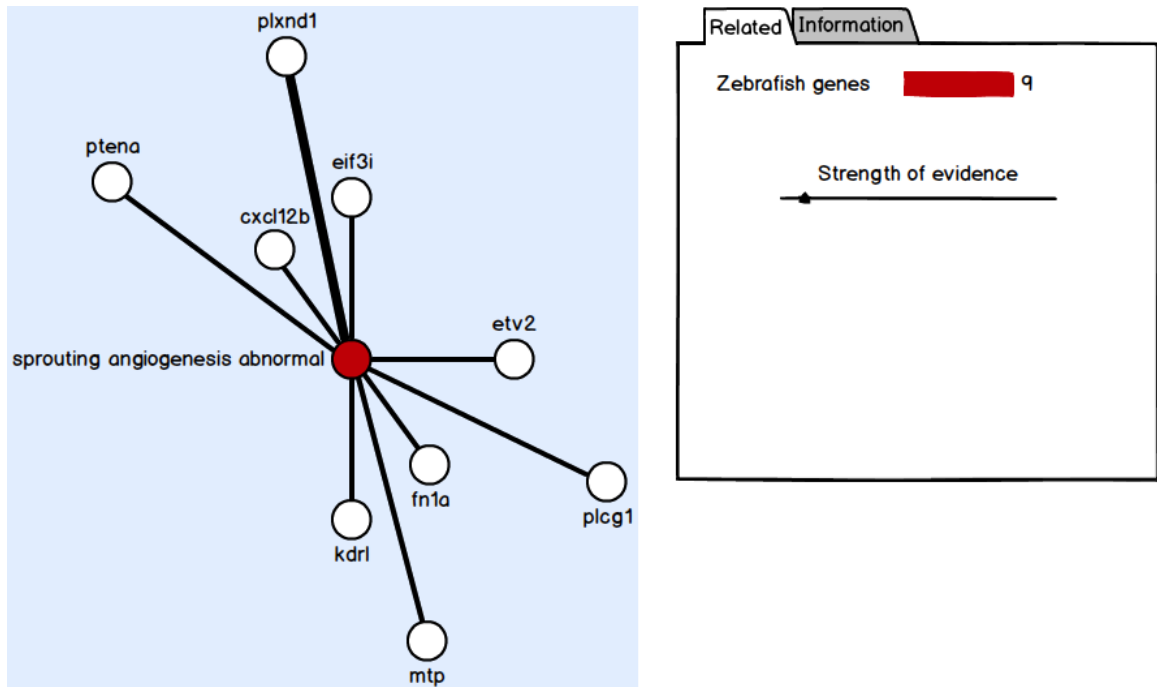 plxnd1
ptena
eif3i
cxcl12b
etv2
sprouting angiogenesis abnormal
fn1a
plcg1
kdrl
mtp
Related
Information
Zebrafish genes 9
Strength of evidence